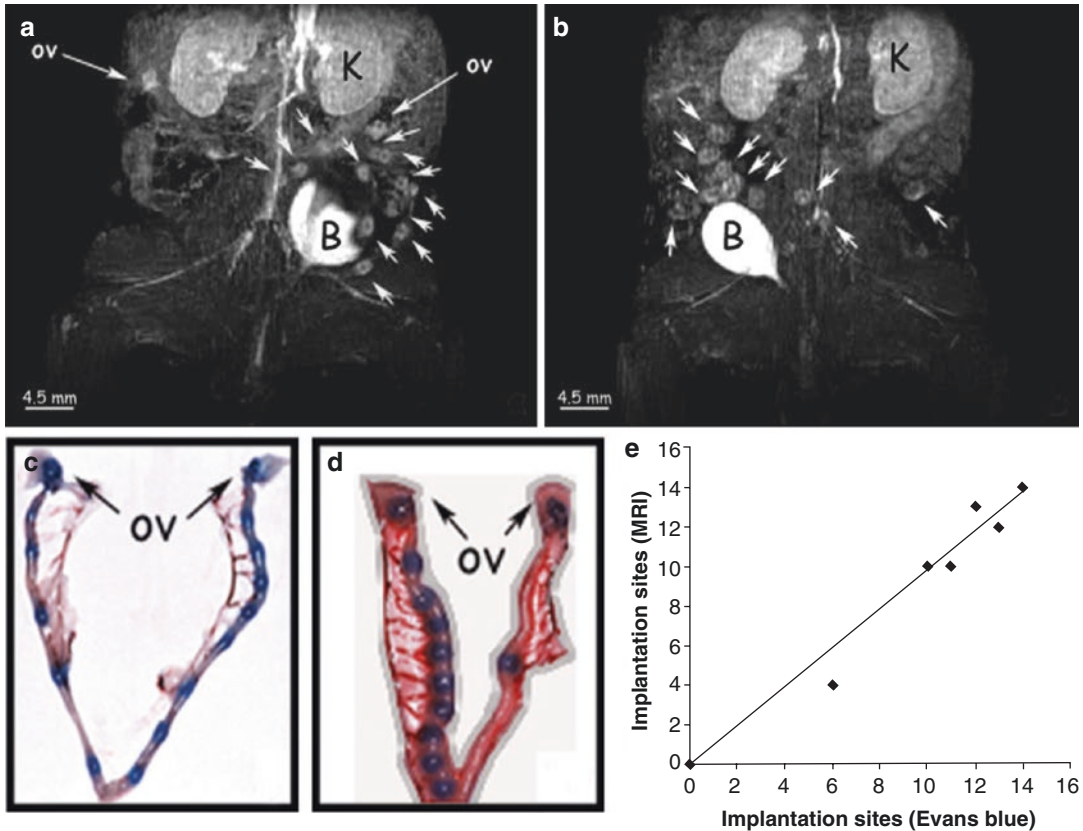 a
ov
K
ov
B
4.5 mm
b
K
B
4.5 mm
c
OV
d
OV
e
Implantation sites (MRI)
16
14
12
10
8
6
4
2
0
0 2 4 6 8 10 12 14 16
Implantation sites (Evans blue)